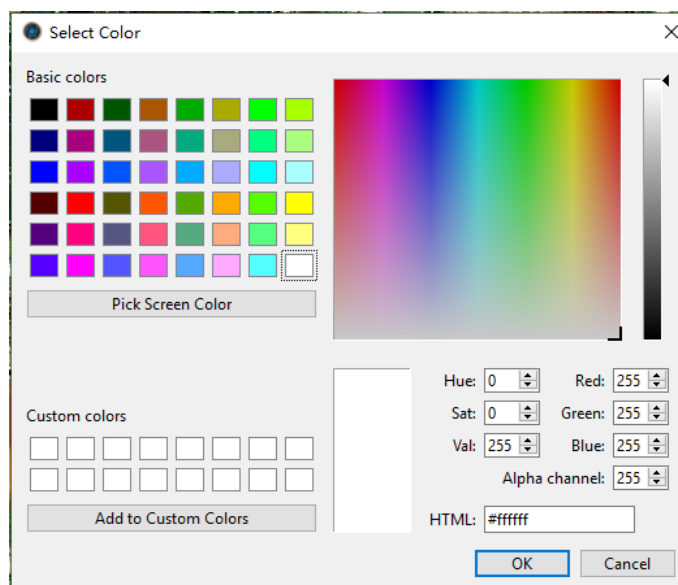 Select Color
Basic colors
Pick Screen Color
Custom colors
Add to Custom Colors
Hue: 0 Red: 255
Sat: 0 Green: 255
Val: 255 Blue: 255
Alpha channel: 255
HTML: #ffffff
OK Cancel